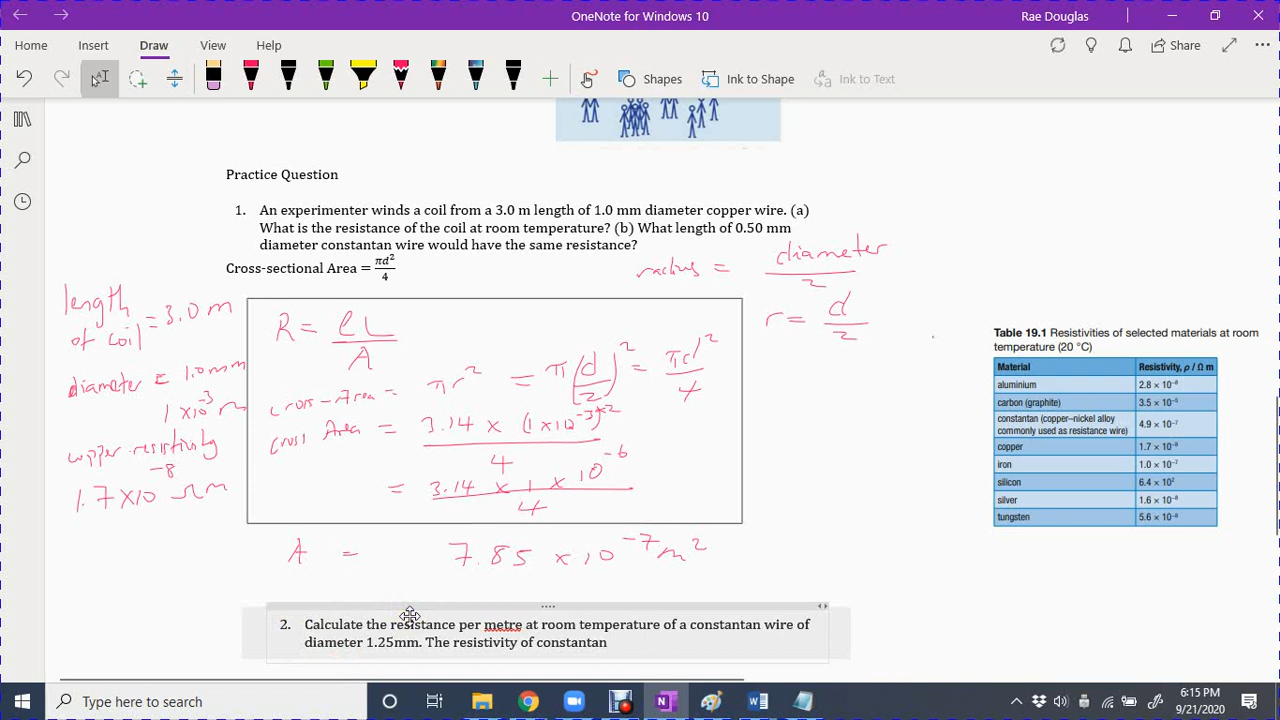 OneNote for Windows 10
Rae Douglas
Home Insert Draw View Help
Share
Shapes
Ink to Shape
Ink to Text
Practice Question
1. An experimenter winds a coil from a 3.0 m length of 1.0 mm diameter copper wire. (a)
What is the resistance of the coil at room temperature? (b) What length of 0.50 mm
diameter constantan wire would have the same resistance?
Cross-sectional Area = πd²/4
radius = diameter/2
r = d/2
length of coil = 3.0 m
diameter = 1.0mm
1 x10⁻³ m
copper resistivity
1.7 x10⁻⁸ Ωm
R = ρL/A
cross-Area = πr² = π(d/2)² = πd²/4
cross Area = 3.14 x (1x10⁻³)^x2/4
= 3.14 x 1 x 10⁻⁶/4
A = 7.85 x10⁻⁷ m²
Table 19.1 Resistivities of selected materials at room
temperature (20 °C)
Material Resistivity, ρ / Ω m
aluminium 2.8 × 10⁻⁸
carbon (graphite) 3.5 × 10⁻⁵
constantan (copper–nickel alloy
commonly used as resistance wire) 4.9 × 10⁻⁷
copper 1.7 × 10⁻⁸
iron 1.0 × 10⁻⁷
silicon 6.4 × 10²
silver 1.6 × 10⁻⁸
tungsten 5.6 × 10⁻⁸
2. Calculate the resistance per metre at room temperature of a constantan wire of
diameter 1.25mm. The resistivity of constantan
Type here to search
6:15 PM
9/21/2020